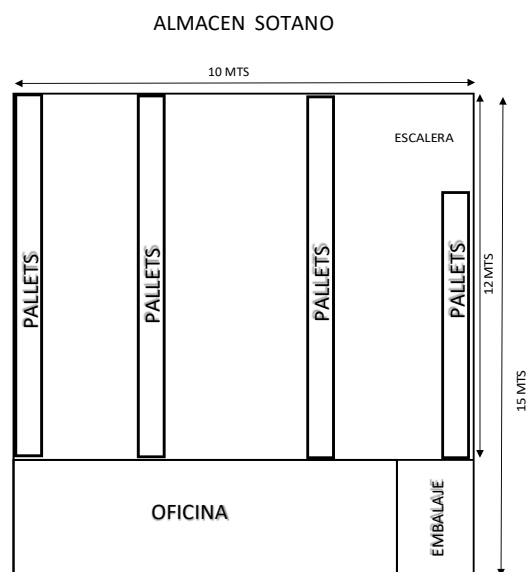 ALMACEN SOTANO
10 MTS
ESCALERA
PALLETS
PALLETS
PALLETS
PALLETS
12 MTS
15 MTS
OFICINA
EMBALAJE